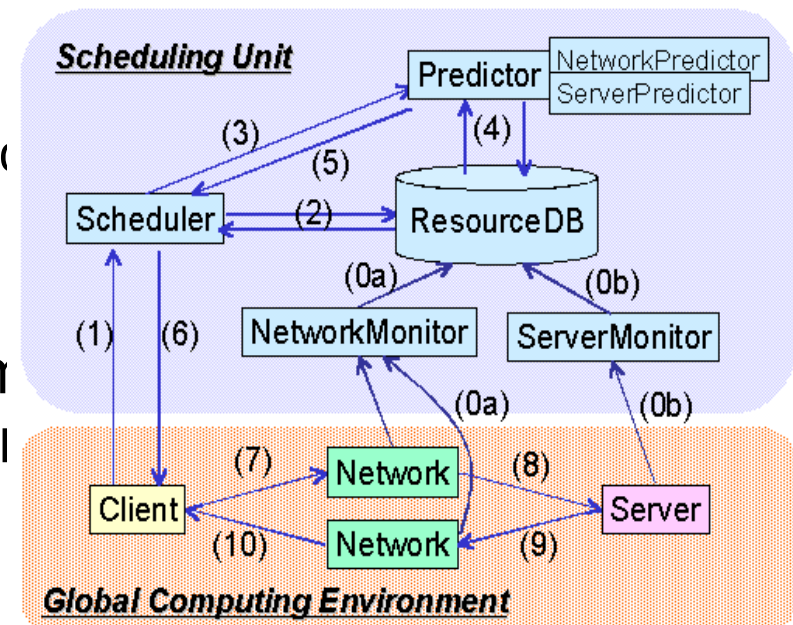 Scheduling Unit
Predictor
NetworkPredictor
ServerPredictor
(3)
(4)
(5)
Scheduler
(2)
ResourceDB
(0a)
(0b)
(1)
(6)
NetworkMonitor
ServerMonitor
(0a)
(0b)
(7)
Network
(8)
Client
Server
(10)
Network
(9)
Global Computing Environment